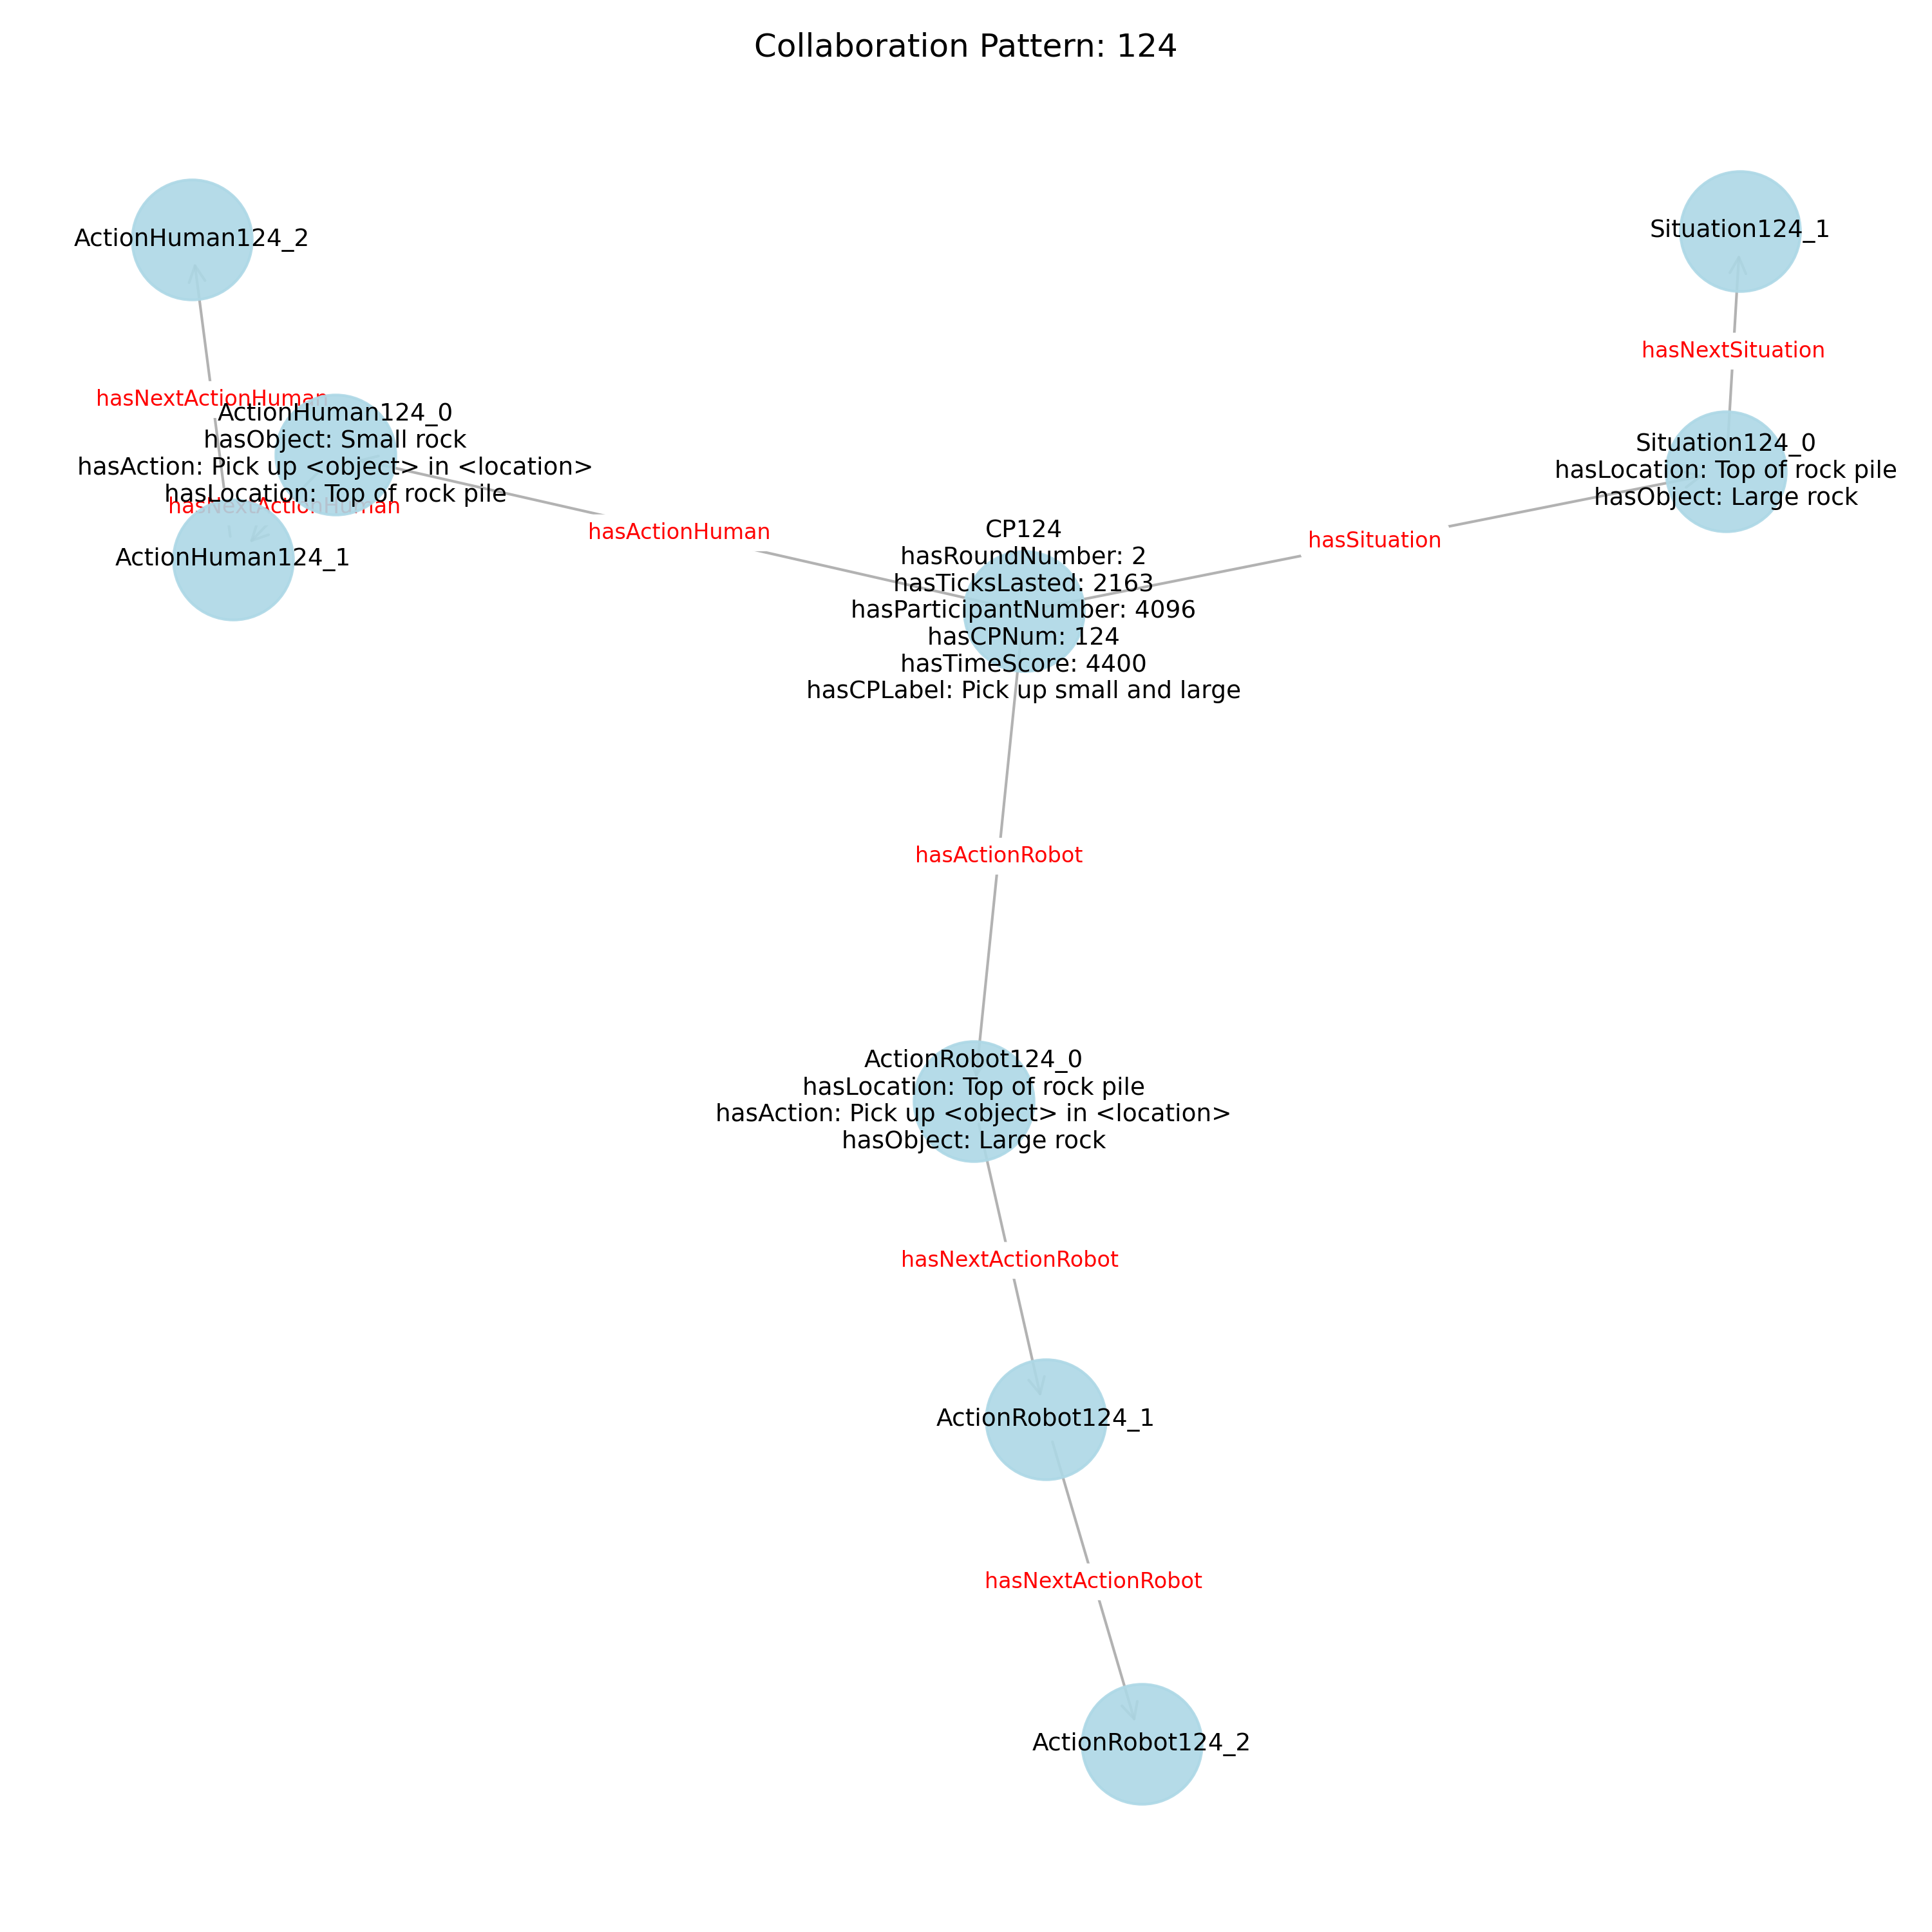 Collaboration Pattern: 124
ActionHuman124_2
Situation124_1
hasNextSituation
hasNextActionHuman
ActionHuman124_0
hasObject: Small rock
hasAction: Pick up <object> in <location>
hasLocation: Top of rock pile
hasNextActionHuman
ActionHuman124_1
Situation124_0
hasLocation: Top of rock pile
hasObject: Large rock
hasActionHuman
hasSituation
CP124
hasRoundNumber: 2
hasTicksLasted: 2163
hasParticipantNumber: 4096
hasCPNum: 124
hasTimeScore: 4400
hasCPLabel: Pick up small and large
hasActionRobot
ActionRobot124_0
hasLocation: Top of rock pile
hasAction: Pick up <object> in <location>
hasObject: Large rock
hasNextActionRobot
ActionRobot124_1
hasNextActionRobot
ActionRobot124_2